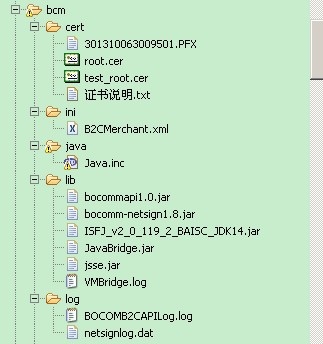 bcm
cert
301310063009501.PFX
root.cer
test_root.cer
证书说明.txt
ini
B2CMerchant.xml
java
Java.inc
lib
bocommapi1.0.jar
bocomm-netsign1.8.jar
ISFJ_v2_0_119_2_BAISC_JDK14.jar
JavaBridge.jar
jsse.jar
VMBridge.log
log
BOCOMB2CAPILog.log
netsignlog.dat